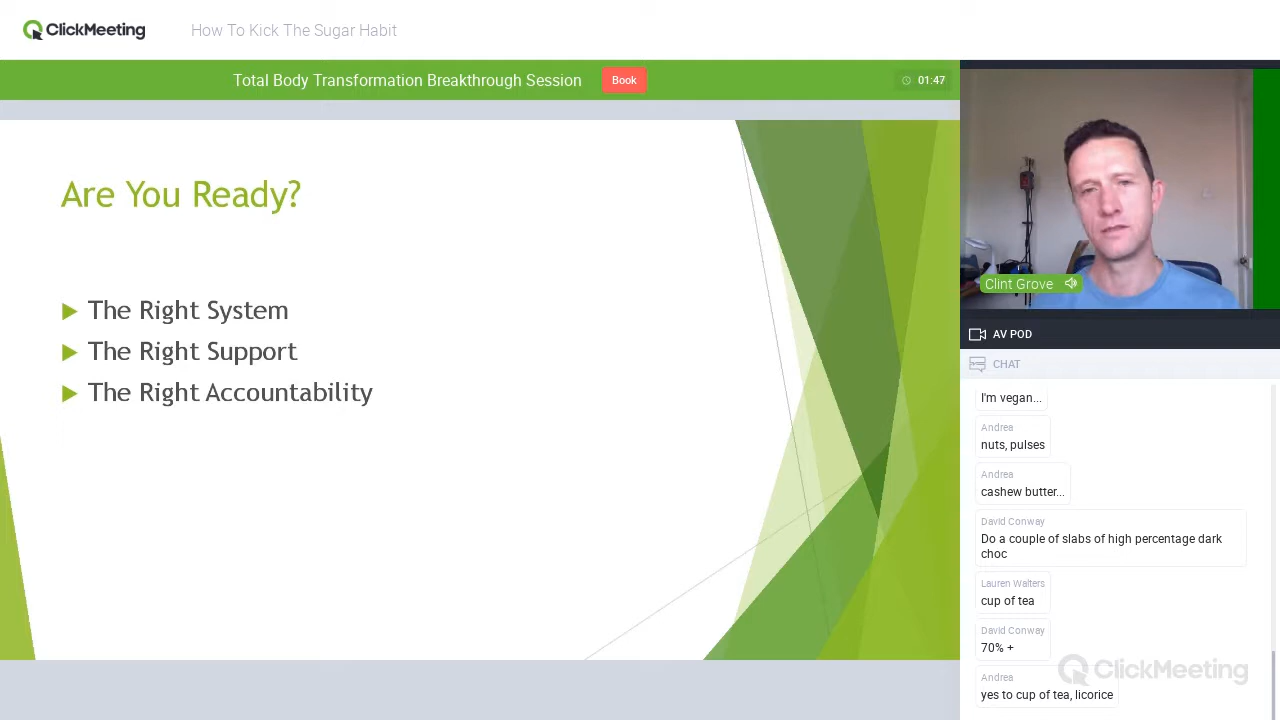 ClickMeeting
How To Kick The Sugar Habit
Total Body Transformation Breakthrough Session
Book
01:47
Are You Ready?
The Right System
The Right Support
The Right Accountability
Clint Grove
AV POD
CHAT
I'm vegan...
Andrea
nuts, pulses
Andrea
cashew butter...
David Conway
Do a couple of slabs of high percentage dark
choc
Lauren Walters
cup of tea
David Conway
70% +
Andrea
yes to cup of tea, licorice
ClickMeeting